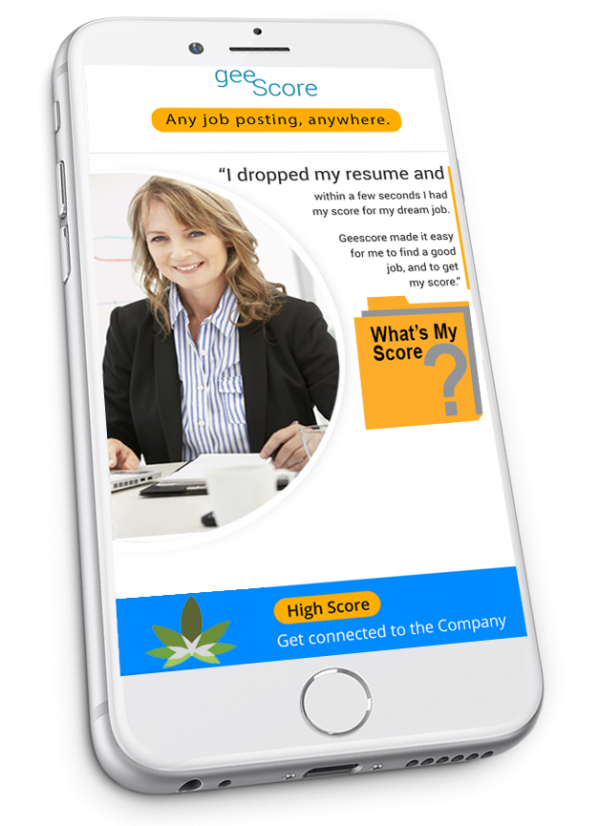 gee
Score
Any job posting, anywhere.
“I dropped my resume and
within a few seconds I had
my score for my dream job.
Geescore made it easy
for me to find a good
job, and to get
my score.”
What's My
Score
?
High Score
Get connected to the Company